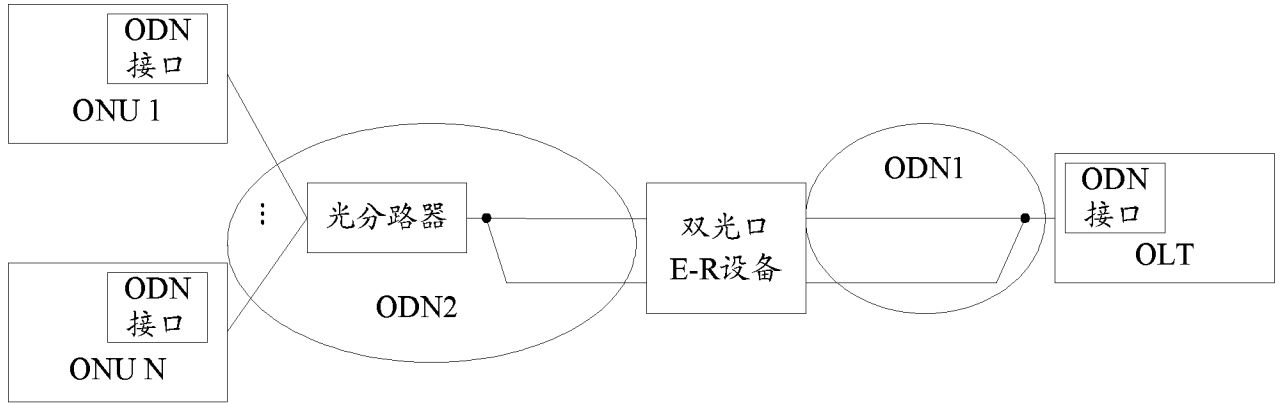 ODN
接口
ONU 1
⋮
光分路器
ODN2
ODN
接口
ONU N
双光口
E-R设备
ODN1
ODN
接口
OLT